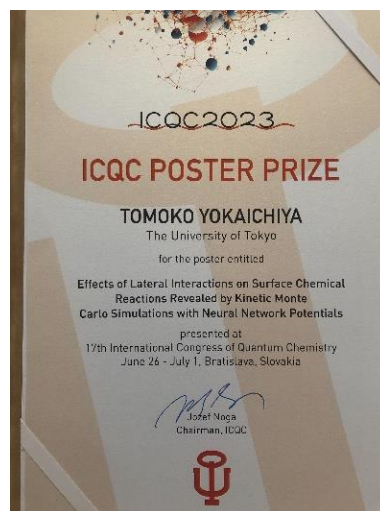 ICQC2023
ICQC POSTER PRIZE
TOMOKO YOKAICHIYA
The University of Tokyo
for the poster entitled
Effects of Lateral Interactions on Surface Chemical
Reactions Revealed by Kinetic Monte
Carlo Simulations with Neural Network Potentials
presented at
17th International Congress of Quantum Chemistry
June 26 - July 1, Bratislava, Slovakia
Jozef Noga
Chairman, ICQC